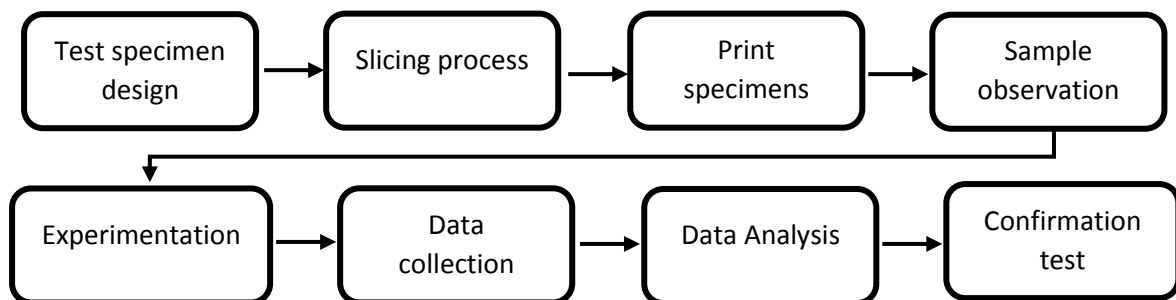 Test specimen
design
Slicing process
Print
specimens
Sample
observation
Experimentation
Data
collection
Data Analysis
Confirmation
test